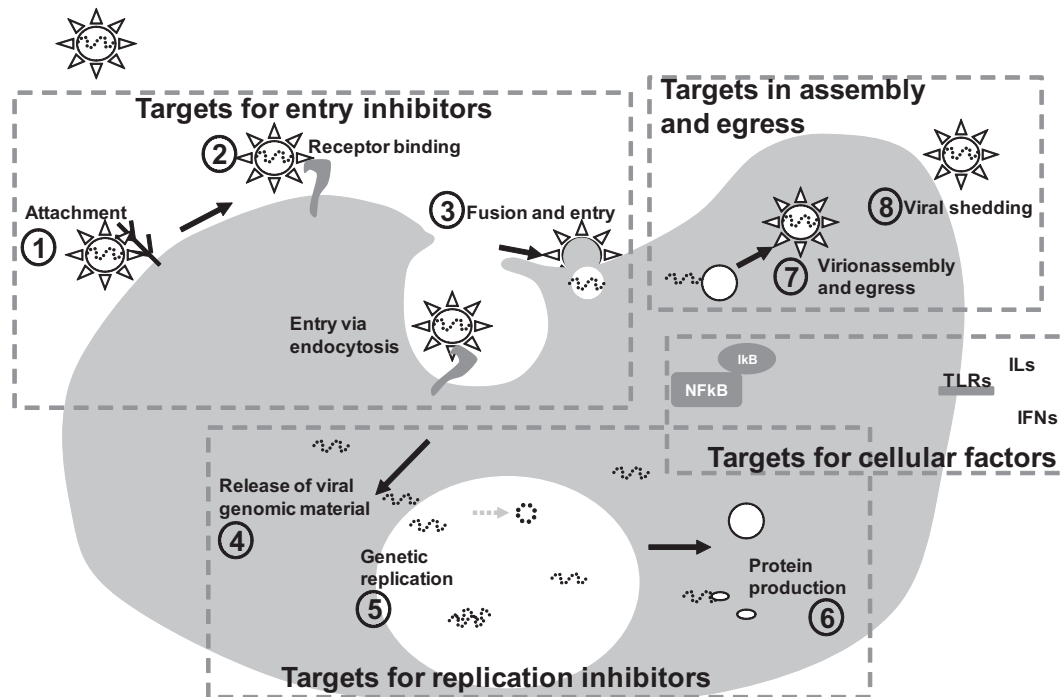 Targets for entry inhibitors
2
Receptor binding
Attachment
1
3
Fusion and entry
Entry via
endocytosis
Targets in assembly
and egress
8
Viral shedding
7
Virionassembly
and egress
IkB
NFkB
TLRs
ILs
IFNs
Targets for cellular factors
Release of viral
genomic material
4
Genetic
replication
5
Protein
production
6
Targets for replication inhibitors